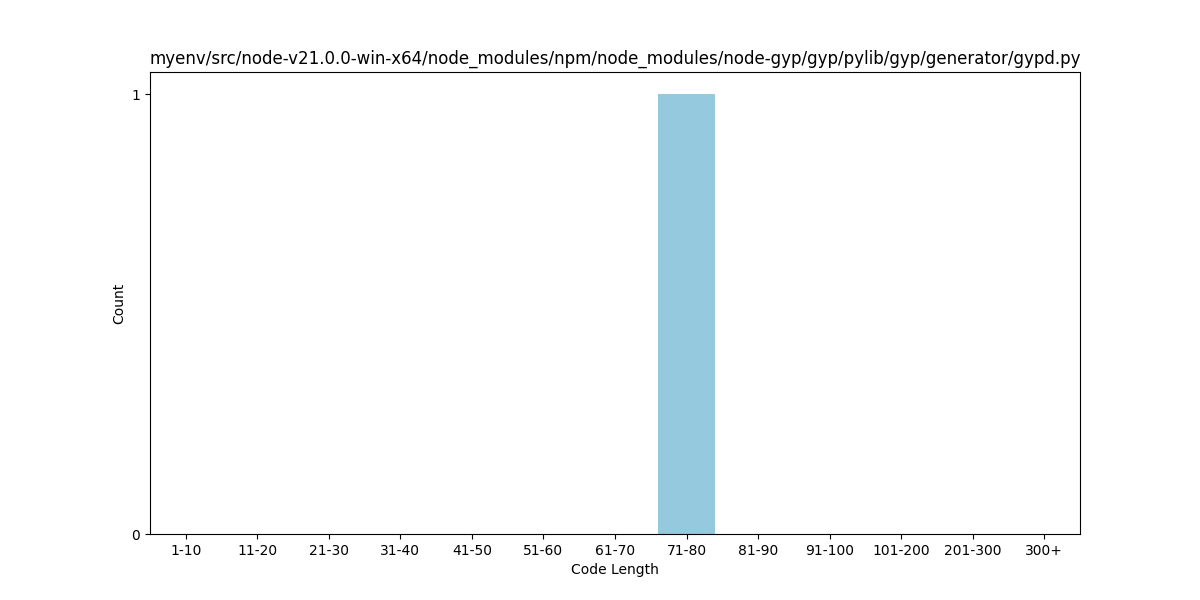 myenv/src/node-v21.0.0-win-x64/node_modules/npm/node_modules/node-gyp/gyp/pylib/gyp/generator/gypd.py
1
Count
0
1-10 11-20 21-30 31-40 41-50 51-60 61-70 71-80 81-90 91-100 101-200 201-300 300+
Code Length